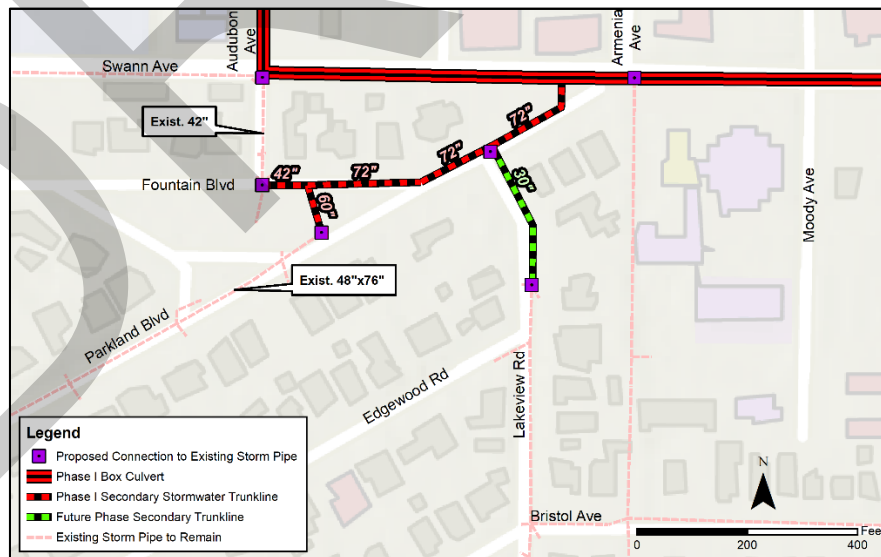 Audubon
Ave
Armenia
Ave
Swann Ave
Exist. 42"
72"
72"
42"
72"
Fountain Blvd
30"
60"
Moody Ave
Exist. 48"x76"
Parkland Blvd
Edgewood Rd
Lakeview Rd
Legend
Proposed Connection to Existing Storm Pipe
Phase I Box Culvert
Phase I Secondary Stormwater Trunkline
Future Phase Secondary Trunkline
Existing Storm Pipe to Remain
N
Bristol Ave
Fee
0 200 400